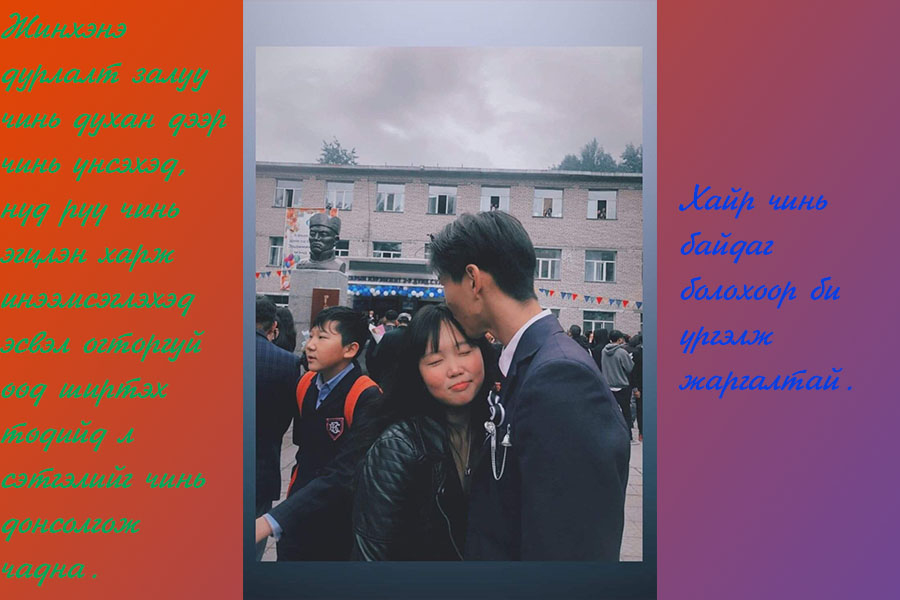 Жинхэнэ
дурлалт залуу
чинь духан дээр
чинь үнсэхэд,
нүд рүү чинь
эгцлэн харж
инээмсэглэхэд
эсвэл огторгуй
өөд ширтэх
төдийд л
сэтгэлийг чинь
донсолгож
чадна .
Хайр чинь
байдаг
болохоор би
үргэлж
жаргалтай .